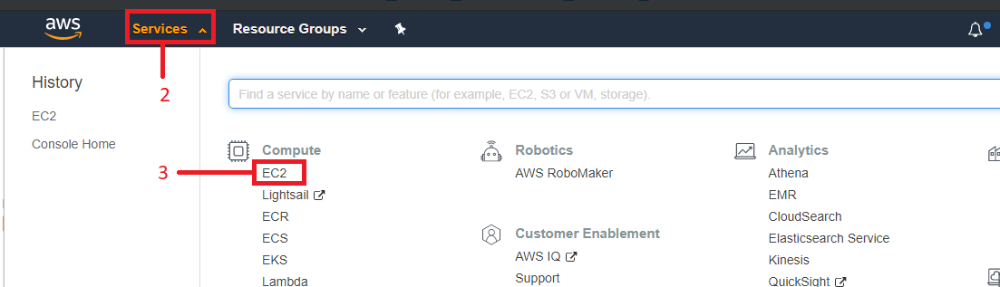 aws
Services
Resource Groups
2
History
EC2
Console Home
Find a service by name or feature (for example, EC2, S3 or VM, storage).
Compute
3
EC2
Lightsail
ECR
ECS
EKS
Lambda
Robotics
AWS RoboMaker
Customer Enablement
AWS IQ
Support
Analytics
Athena
EMR
CloudSearch
Elasticsearch Service
Kinesis
QuickSight